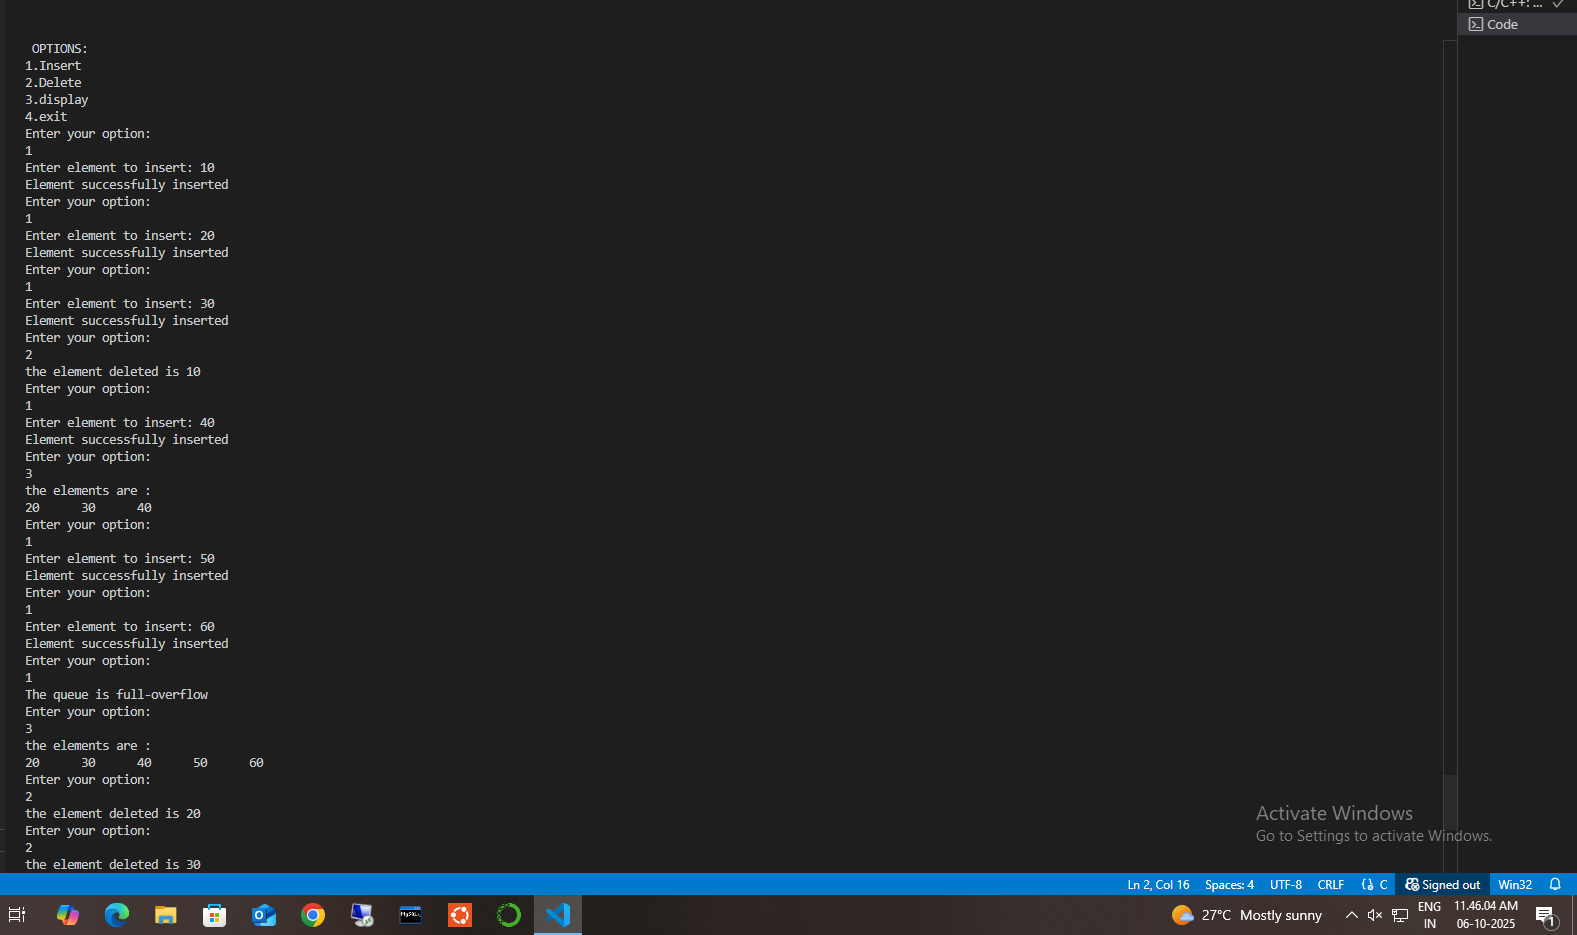 C/C++: ...
Code
OPTIONS:
1.Insert
2.Delete
3.display
4.exit
Enter your option:
1
Enter element to insert: 10
Element successfully inserted
Enter your option:
1
Enter element to insert: 20
Element successfully inserted
Enter your option:
1
Enter element to insert: 30
Element successfully inserted
Enter your option:
2
the element deleted is 10
Enter your option:
1
Enter element to insert: 40
Element successfully inserted
Enter your option:
3
the elements are :
20 30 40
Enter your option:
1
Enter element to insert: 50
Element successfully inserted
Enter your option:
1
Enter element to insert: 60
Element successfully inserted
Enter your option:
1
The queue is full-overflow
Enter your option:
3
the elements are :
20 30 40 50 60
Enter your option:
2
the element deleted is 20
Enter your option:
2
the element deleted is 30
Activate Windows
Go to Settings to activate Windows.
Ln 2, Col 16 Spaces: 4 UTF-8 CRLF C Signed out Win32
27°C Mostly sunny
ENG
IN
11.46.04 AM
06-10-2025
1